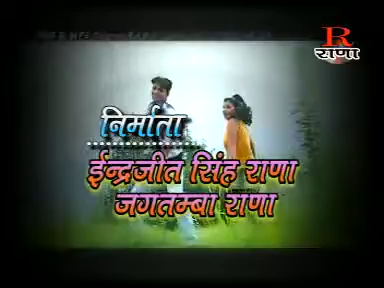 R
राणा
निर्माता
ईन्द्रजीत सिंह राणा
जगतम्बा राणा